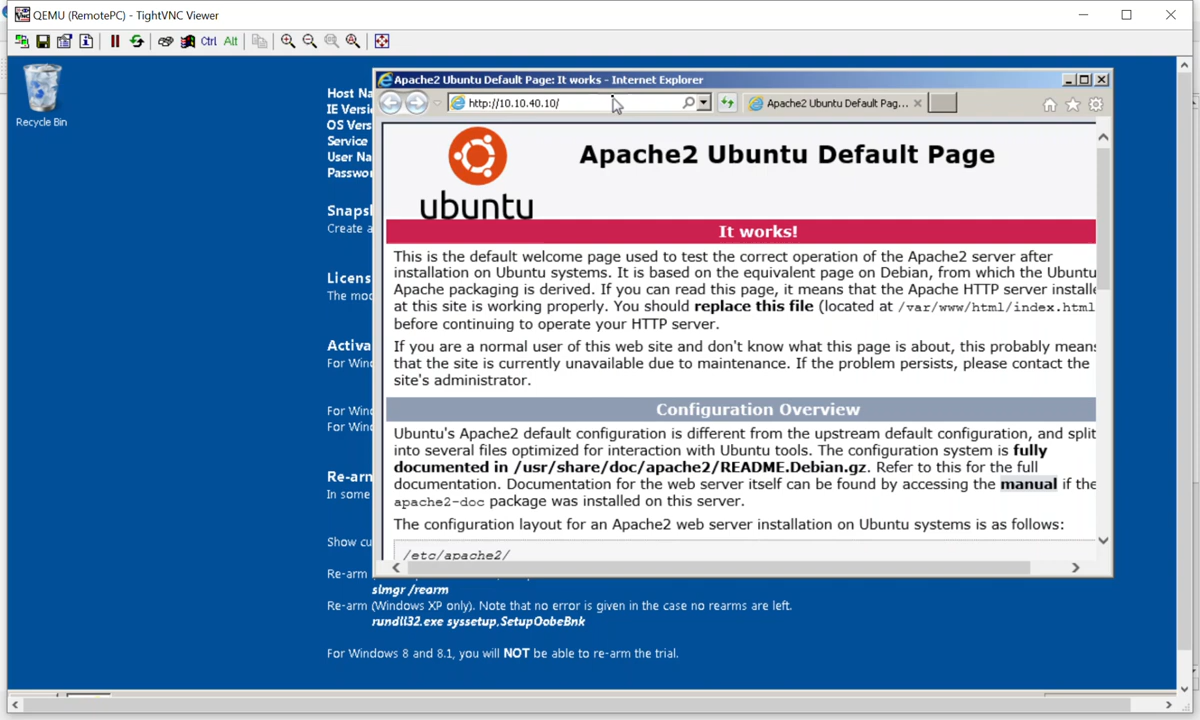 QEMU (RemotePC) - TightVNC Viewer
Ctrl Alt
Recycle Bin
Host Na
IE Versi
OS Vers
Service
User Na
Passwo
Snapsh
Create a
Licens
The mod
Activa
For Wind
For Wind
For Wind
Re-arm
In some
Show cu
Re-arm
slmgr /rearm
Re-arm (Windows XP only). Note that no error is given in the case no rearms are left.
rundll32.exe syssetup,SetupOobeBnk
For Windows 8 and 8.1, you will NOT be able to re-arm the trial.
Apache2 Ubuntu Default Page: It works - Internet Explorer
http://10.10.40.10/
Apache2 Ubuntu Default Pag...
ubuntu
Apache2 Ubuntu Default Page
It works!
This is the default welcome page used to test the correct operation of the Apache2 server after
installation on Ubuntu systems. It is based on the equivalent page on Debian, from which the Ubuntu
Apache packaging is derived. If you can read this page, it means that the Apache HTTP server installe
at this site is working properly. You should replace this file (located at /var/www/html/index.html
before continuing to operate your HTTP server.
If you are a normal user of this web site and don't know what this page is about, this probably means
that the site is currently unavailable due to maintenance. If the problem persists, please contact the
site's administrator.
Configuration Overview
Ubuntu's Apache2 default configuration is different from the upstream default configuration, and split
into several files optimized for interaction with Ubuntu tools. The configuration system is fully
documented in /usr/share/doc/apache2/README.Debian.gz. Refer to this for the full
documentation. Documentation for the web server itself can be found by accessing the manual if the
apache2-doc package was installed on this server.
The configuration layout for an Apache2 web server installation on Ubuntu systems is as follows:
/etc/apache2/